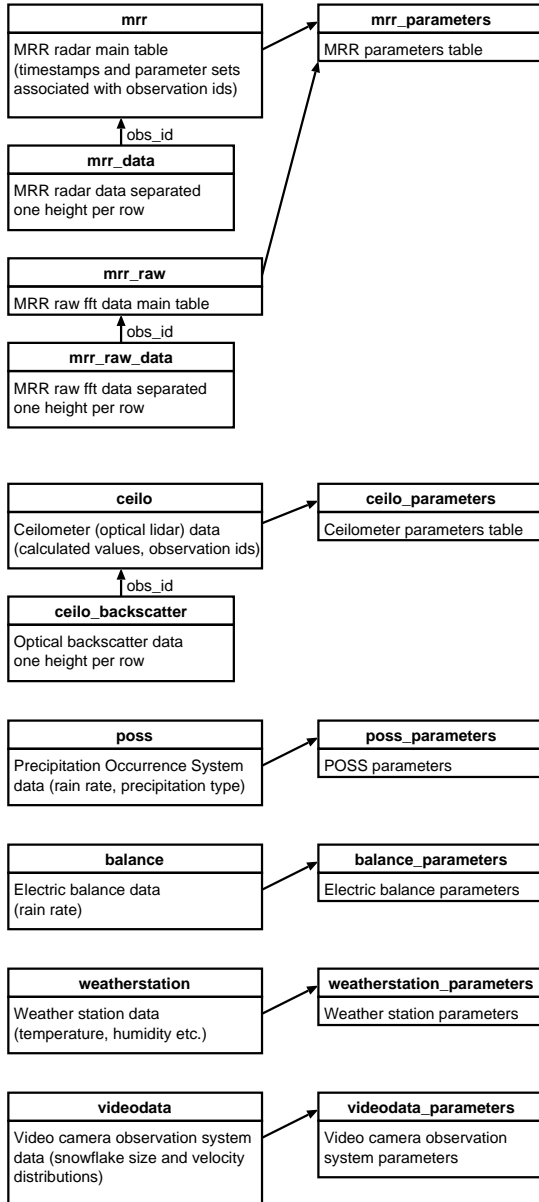 mrr
MRR radar main table
(timestamps and parameter sets
associated with observation ids)
mrr_parameters
MRR parameters table
obs_id
mrr_data
MRR radar data separated
one height per row
mrr_raw
MRR raw fft data main table
obs_id
mrr_raw_data
MRR raw fft data separated
one height per row
ceilo
Ceilometer (optical lidar) data
(calculated values, observation ids)
ceilo_parameters
Ceilometer parameters table
obs_id
ceilo_backscatter
Optical backscatter data
one height per row
poss
Precipitation Occurrence System
data (rain rate, precipitation type)
poss_parameters
POSS parameters
balance
Electric balance data
(rain rate)
balance_parameters
Electric balance parameters
weatherstation
Weather station data
(temperature, humidity etc.)
weatherstation_parameters
Weather station parameters
videodata
Video camera observation system
data (snowflake size and velocity
distributions)
videodata_parameters
Video camera observation
system parameters